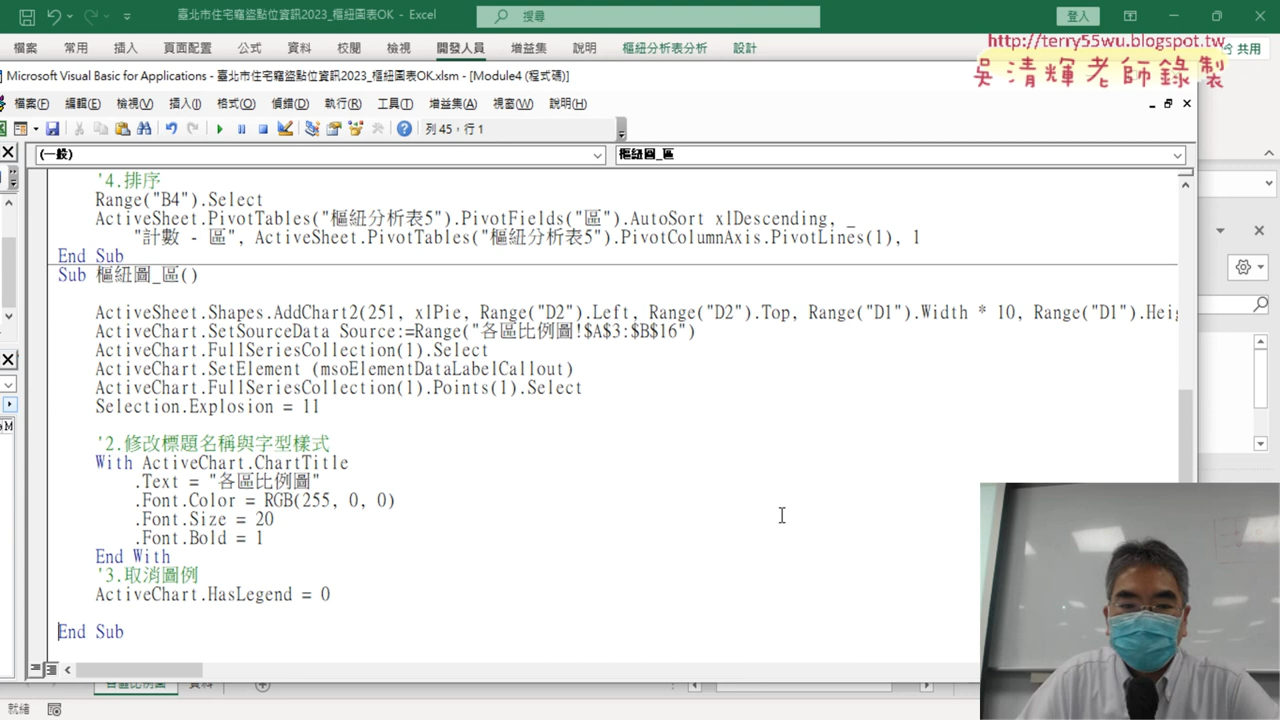 臺北市住宅竊盜點位資訊2023_樞紐圖表OK - Excel
搜尋
登入
檔案 常用 插入 頁面配置 公式 資料 校閱 檢視 開發人員 增益集 說明 樞紐分析表分析 設計
共用
http://terry55wu.blogspot.tw
吳清輝老師錄製
Microsoft Visual Basic for Applications - 臺北市住宅竊盜點位資訊2023_樞紐圖表OK.xlsm - [Module4 (程式碼)]
檔案(F) 編輯(E) 檢視(V) 插入(I) 格式(O) 偵錯(D) 執行(R) 工具(T) 增益集(A) 視窗(W) 說明(H)
列 45，行 1
(一般)
樞紐圖_區
'4.排序
Range("B4").Select
ActiveSheet.PivotTables("樞紐分析表5").PivotFields("區").AutoSort xlDescending, _
"計數 - 區", ActiveSheet.PivotTables("樞紐分析表5").PivotColumnAxis.PivotLines(1), 1
End Sub
Sub 樞紐圖_區()
ActiveSheet.Shapes.AddChart2(251, xlPie, Range("D2").Left, Range("D2").Top, Range("D1").Width * 10, Range("D1").Hei
ActiveChart.SetSourceData Source:=Range("各區比例圖!$A$3:$B$16")
ActiveChart.FullSeriesCollection(1).Select
ActiveChart.SetElement (msoElementDataLabelCallout)
ActiveChart.FullSeriesCollection(1).Points(1).Select
Selection.Explosion = 11
'2.修改標題名稱與字型樣式
With ActiveChart.ChartTitle
.Text = "各區比例圖"
.Font.Color = RGB(255, 0, 0)
.Font.Size = 20
.Font.Bold = 1
End With
'3.取消圖例
ActiveChart.HasLegend = 0
End Sub
各區比例圖 資料
就緒